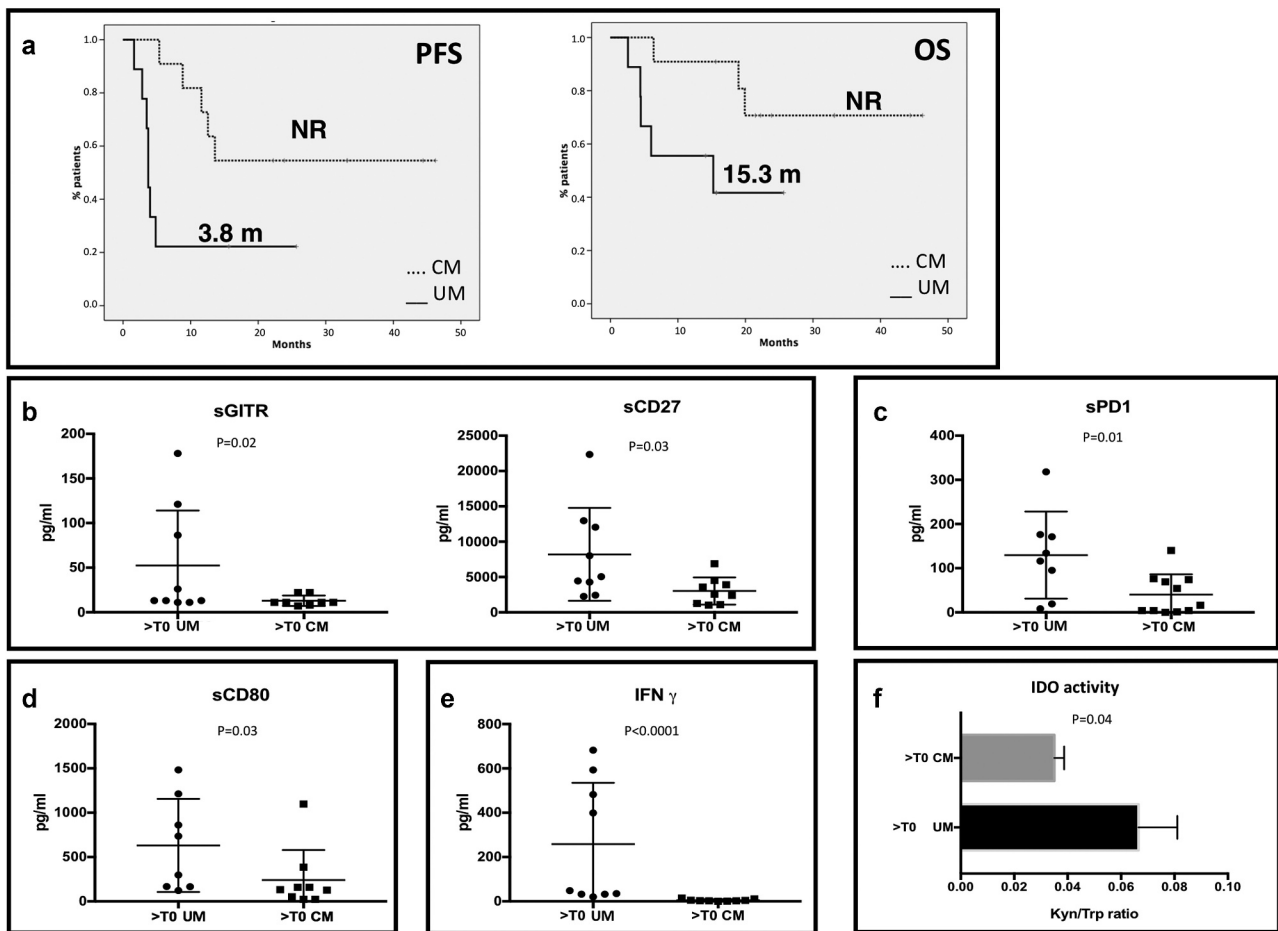 a
PFS
1.0
0.8
0.6
0.4
0.2
0.0
% patients
NR
3.8 m
CM
UM
0 10 20 30 40 50
Months
OS
1.0
0.8
0.6
0.4
0.2
0.0
% patients
NR
15.3 m
CM
UM
0 10 20 30 40 50
Months
b
sGITR
P=0.02
200
150
100
50
0
pg/ml
>T0 UM >T0 CM
sCD27
P=0.03
25000
20000
15000
10000
5000
0
pg/ml
>T0 UM >T0 CM
c
sPD1
P=0.01
400
300
200
100
0
pg/ml
>T0 UM >T0 CM
d
sCD80
P=0.03
2000
1500
1000
500
0
pg/ml
>T0 UM >T0 CM
e
IFN γ
P<0.0001
800
600
400
200
0
pg/ml
>T0 UM >T0 CM
f
IDO activity
P=0.04
>T0 CM
>T0 UM
0.00 0.02 0.04 0.06 0.08 0.10
Kyn/Trp ratio